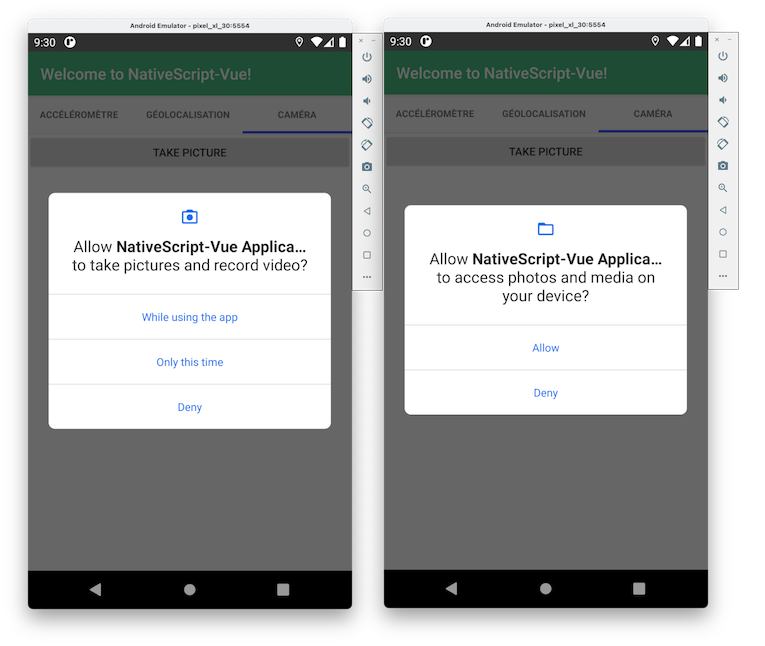 Android Emulator - pixel_xl_30:5554
9:30
Welcome to NativeScript-Vue!
ACCÉLÉROMÈTRE GÉOLOCALISATION CAMÉRA
TAKE PICTURE
Allow NativeScript-Vue Applica...
to take pictures and record video?
While using the app
Only this time
Deny
Android Emulator - pixel_xl_30:5554
9:30
Welcome to NativeScript-Vue!
ACCÉLÉROMÈTRE GÉOLOCALISATION CAMÉRA
TAKE PICTURE
Allow NativeScript-Vue Applica...
to access photos and media on
your device?
Allow
Deny